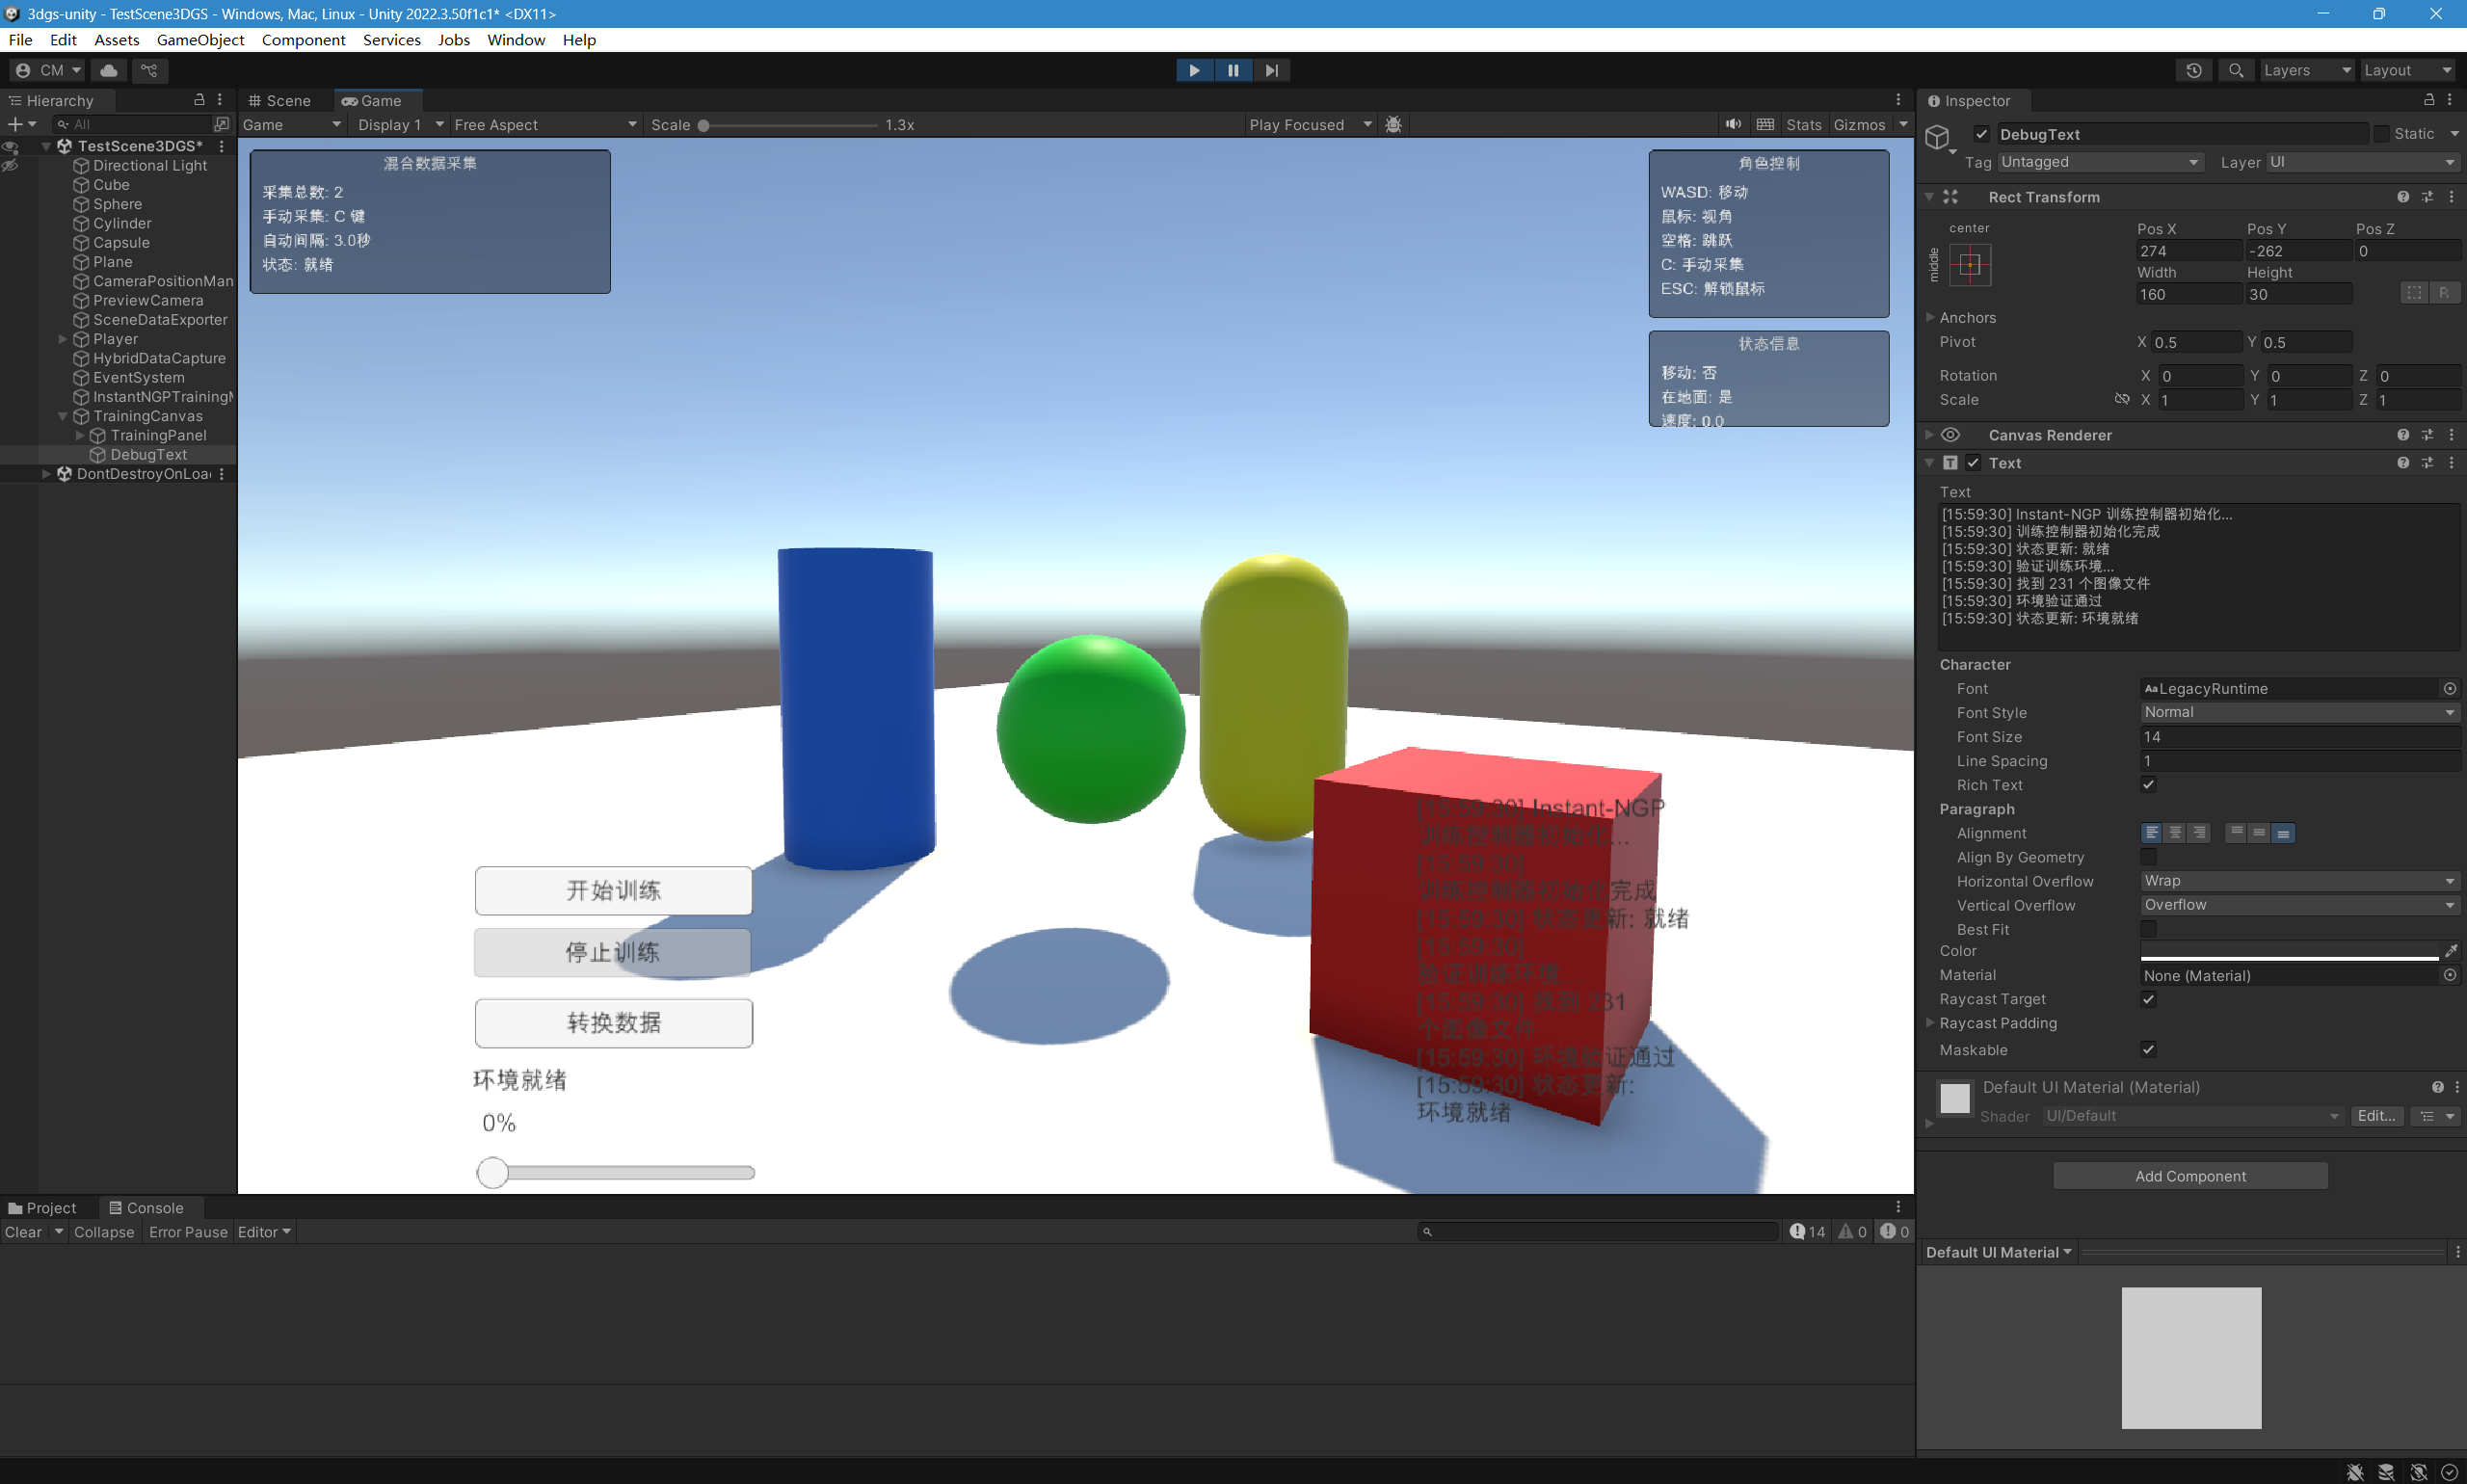 3dgs-unity - TestScene3DGS - Windows, Mac, Linux - Unity 2022.3.50f1c1* <DX11>
File Edit Assets GameObject Component Services Jobs Window Help
CM
Layers
Layout
Hierarchy
All
TestScene3DGS*
Directional Light
Cube
Sphere
Cylinder
Capsule
Plane
CameraPositionMan
PreviewCamera
SceneDataExporter
Player
HybridDataCapture
EventSystem
InstantNGPTraining
TrainingCanvas
TrainingPanel
DebugText
DontDestroyOnLoa
Scene
Game
Game
Display 1
Free Aspect
Scale
1.3x
Play Focused
Stats
Gizmos
混合数据采集
采集总数: 2
手动采集: C 键
自动间隔: 3.0秒
状态: 就绪
角色控制
WASD: 移动
鼠标: 视角
空格: 跳跃
C: 手动采集
ESC: 解锁鼠标
状态信息
移动: 否
在地面: 是
速度: 0.0
[15:59:30] Instant-NGP
训练控制器初始化...
[15:59:30]
训练控制器初始化完成
[15:59:30] 状态更新: 就绪
[15:59:30]
验证训练环境...
[15:59:30] 找到 231
个图像文件
[15:59:30] 环境验证通过
[15:59:30] 状态更新:
环境就绪
开始训练
停止训练
转换数据
环境就绪
0%
Project
Console
Clear
Collapse
Error Pause
Editor
14
0
0
Inspector
DebugText
Static
Tag
Untagged
Layer
UI
Rect Transform
center
middle
Pos X Pos Y Pos Z
274 -262 0
Width Height
160 30
R
Anchors
Pivot X 0.5 Y 0.5
Rotation X 0 Y 0 Z 0
Scale X 1 Y 1 Z 1
Canvas Renderer
Text
Text
[15:59:30] Instant-NGP 训练控制器初始化...
[15:59:30] 训练控制器初始化完成
[15:59:30] 状态更新: 就绪
[15:59:30] 验证训练环境...
[15:59:30] 找到 231 个图像文件
[15:59:30] 环境验证通过
[15:59:30] 状态更新: 环境就绪
Character
Font
Aa LegacyRuntime
Font Style
Normal
Font Size
14
Line Spacing
1
Rich Text
Paragraph
Alignment
Align By Geometry
Horizontal Overflow
Wrap
Vertical Overflow
Overflow
Best Fit
Color
Material
None (Material)
Raycast Target
Raycast Padding
Maskable
Default UI Material (Material)
Shader
UI/Default
Edit...
Add Component
Default UI Material